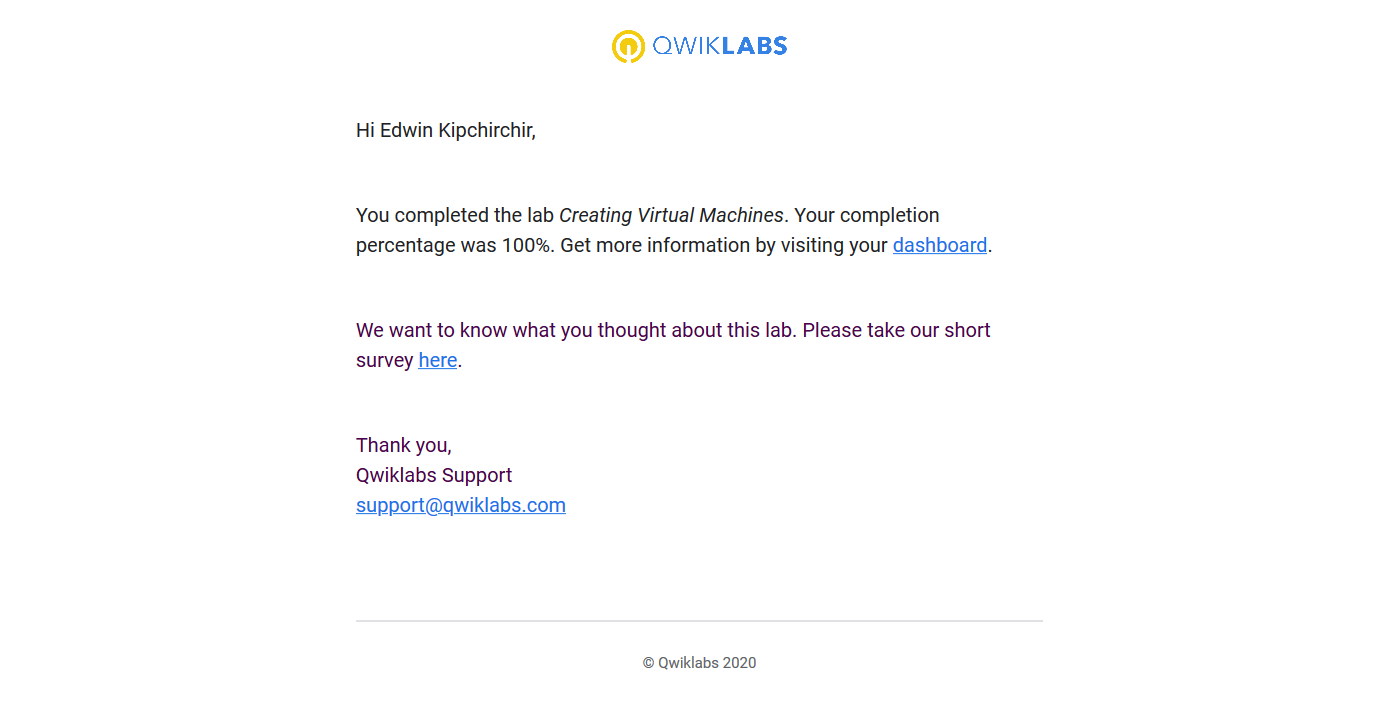 QWIKLABS
Hi Edwin Kipchirchir,
You completed the lab Creating Virtual Machines. Your completion
percentage was 100%. Get more information by visiting your dashboard.
We want to know what you thought about this lab. Please take our short
survey here.
Thank you,
Qwiklabs Support
support@qwiklabs.com
© Qwiklabs 2020